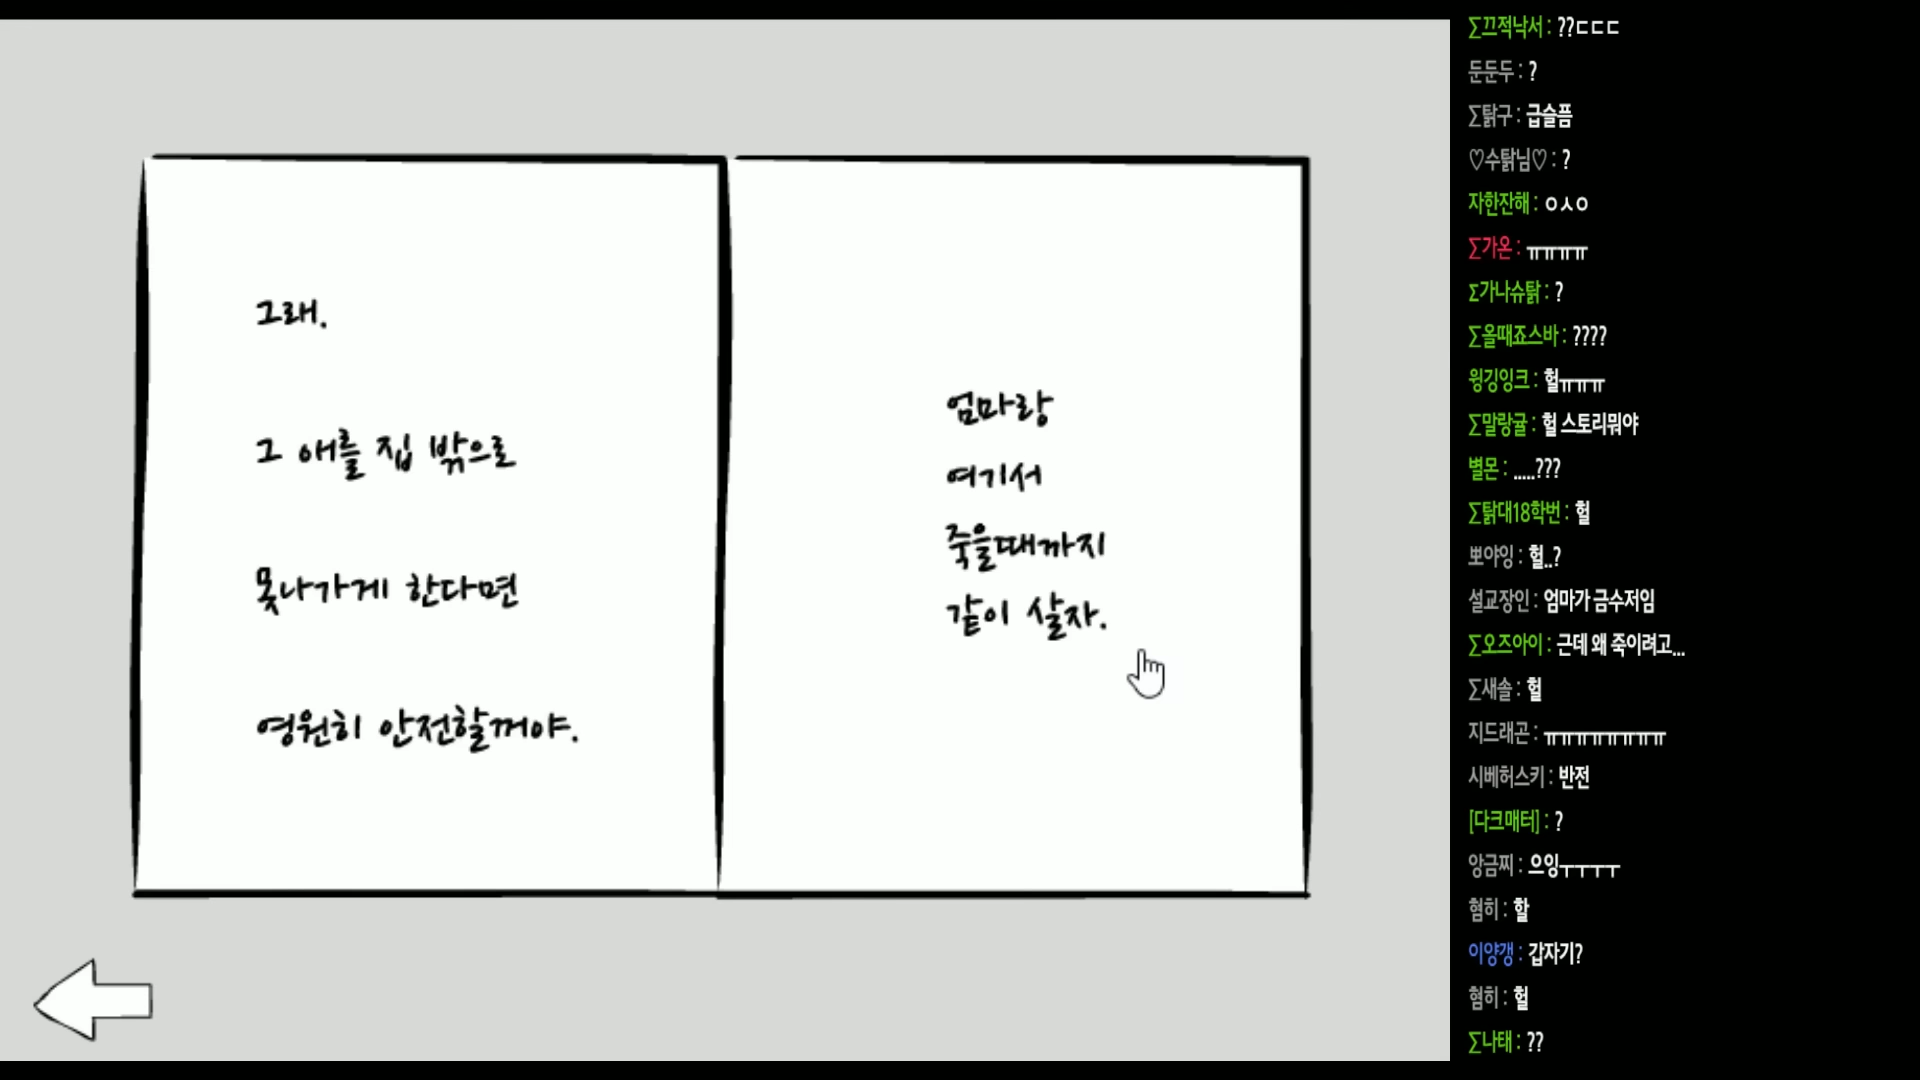 그래.
그 애를 집 밖으로
못나가게 한다면
영원히 안전할꺼야.
엄마랑
여기서
죽을때까지
같이 살자.
∑끄적낙서 : ??ㄷㄷㄷ
둔둔두 : ?
∑탉구 : 급슬픔
♡수탉님♡ : ?
자한잔해 : ㅇㅅㅇ
∑가온 : ㅠㅠㅠㅠ
∑가나슈탉 : ?
∑올때죠스바 : ????
윙깅잉크 : 헐ㅠㅠㅠ
∑말랑귤 : 헐 스토리뭐야
별몬 : .....???
∑탉대18학번 : 헐
뽀야잉 : 헐..?
설교장인 : 엄마가 금수저임
∑오즈아이 : 근데 왜 죽이려고...
∑새솔 : 헐
지드래곤 : ㅠㅠㅠㅠㅠㅠㅠㅠ
시베허스키 : 반전
[다크매터] : ?
앙금찌 : 으잉ㅜㅜㅜㅜ
혐히 : 할
이양갱 : 갑자기?
혐히 : 헐
∑나태 : ??